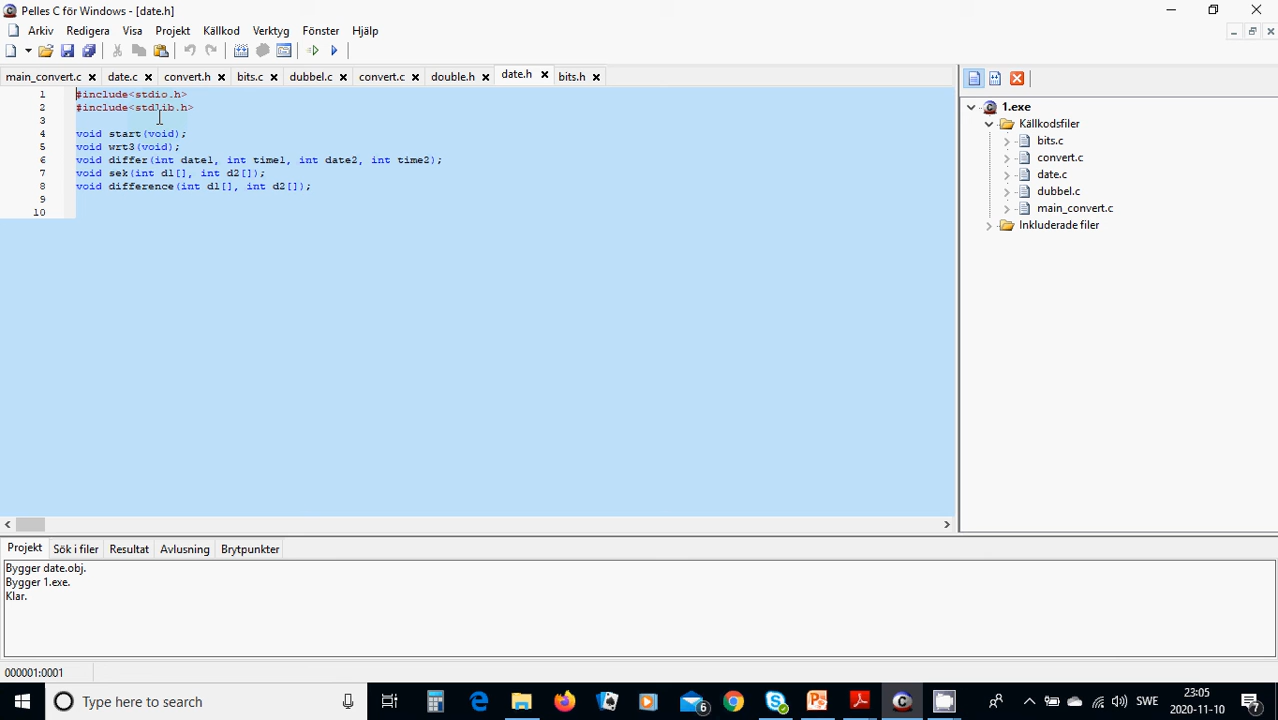 Pelles C för Windows - [date.h]
Arkiv Redigera Visa Projekt Källkod Verktyg Fönster Hjälp
main_convert.c date.c convert.h bits.c dubbel.c convert.c double.h date.h bits.h
1 #include<stdio.h>
2 #include<stdlib.h>
3
4 void start(void);
5 void wrt3(void);
6 void differ(int date1, int time1, int date2, int time2);
7 void sek(int d1[], int d2[]);
8 void difference(int d1[], int d2[]);
9
10
1.exe
Källkodsfiler
bits.c
convert.c
date.c
dubbel.c
main_convert.c
Inkluderade filer
Projekt Sök i filer Resultat Avlusning Brytpunkter
Bygger date.obj.
Bygger 1.exe.
Klar.
000001:0001
Type here to search
6
SWE
23:05
2020-11-10
7